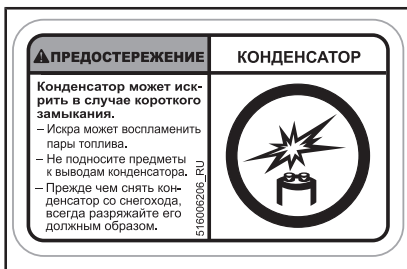 ПРЕДОСТЕРЕЖЕНИЕ
Конденсатор может иск-
рить в случае короткого
замыкания.
– Искра может воспламенить
пары топлива.
– Не подносите предметы
к выводам конденсатора.
– Прежде чем снять кон-
денсатор со снегохода,
всегда разряжайте его
должным образом.
516006206_RU
КОНДЕНСАТОР